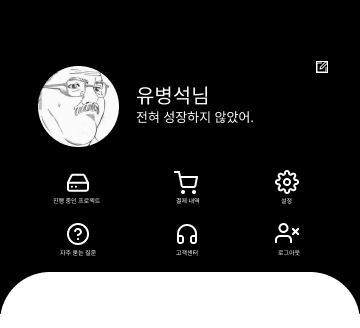 유병석님
전혀 성장하지 않았어.
진행 중인 프로젝트
결제 내역
설정
자주 묻는 질문
고객센터
로그아웃